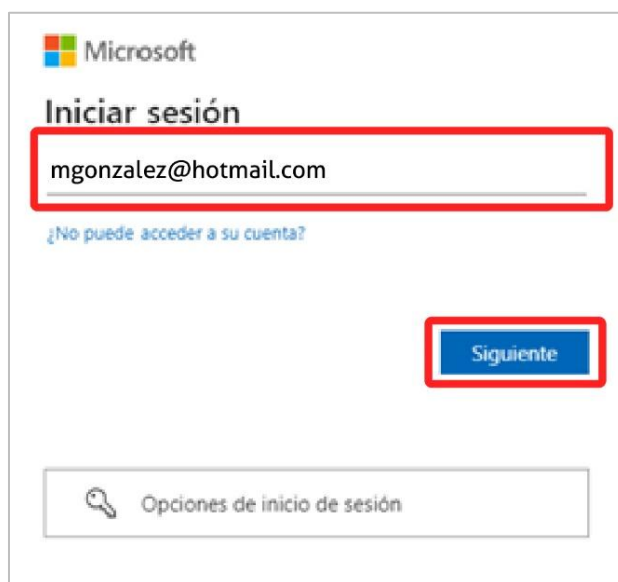 Microsoft
Iniciar sesión
mgonzalez@hotmail.com
¿No puede acceder a su cuenta?
Siguiente
Opciones de inicio de sesión